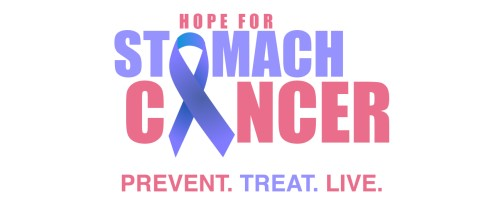 HOPE FOR
STOMACH
CANCER
PREVENT. TREAT. LIVE.